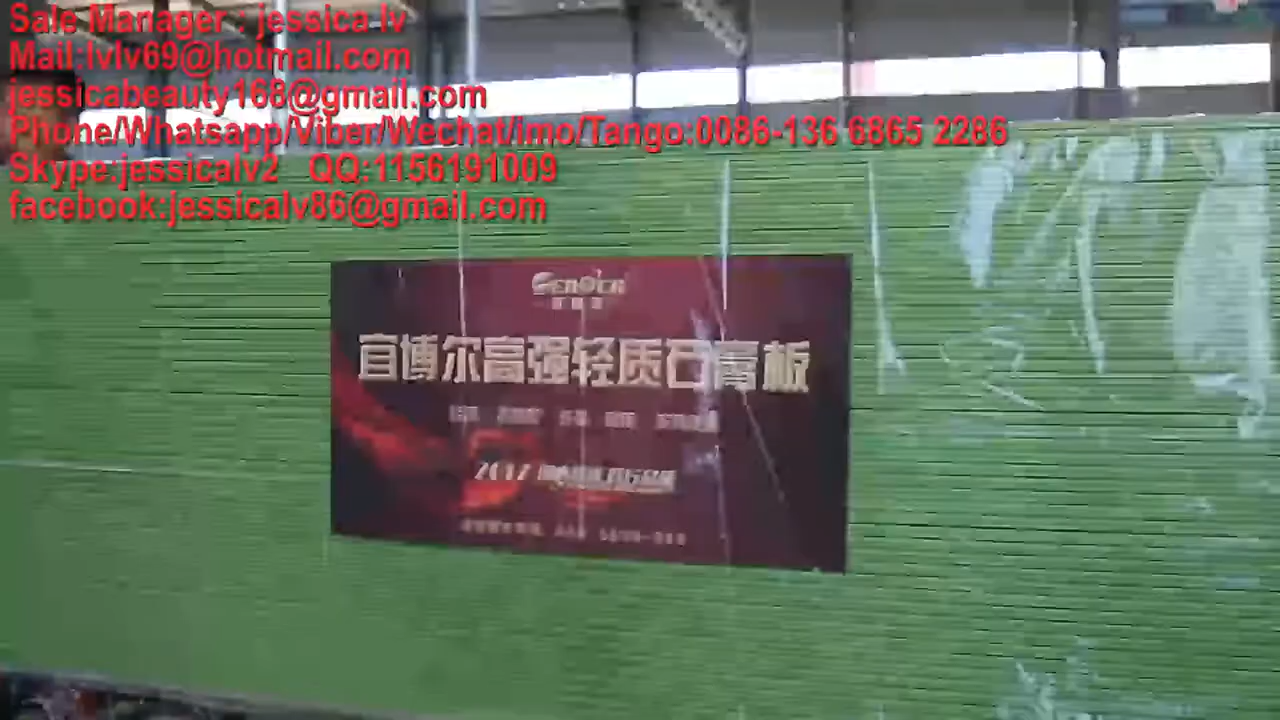 Sale Manager : jessica lv
Mail:lvlv69@hotmail.com
jessicabeauty168@gmail.com
Phone/Whatsapp/Viber/Wechat/imo/Tango:0086-136 6865 2286
Skype:jessicalv2 QQ:1156191009
facebook:jessicalv86@gmail.com
宜博尔高强轻质石膏板
2017